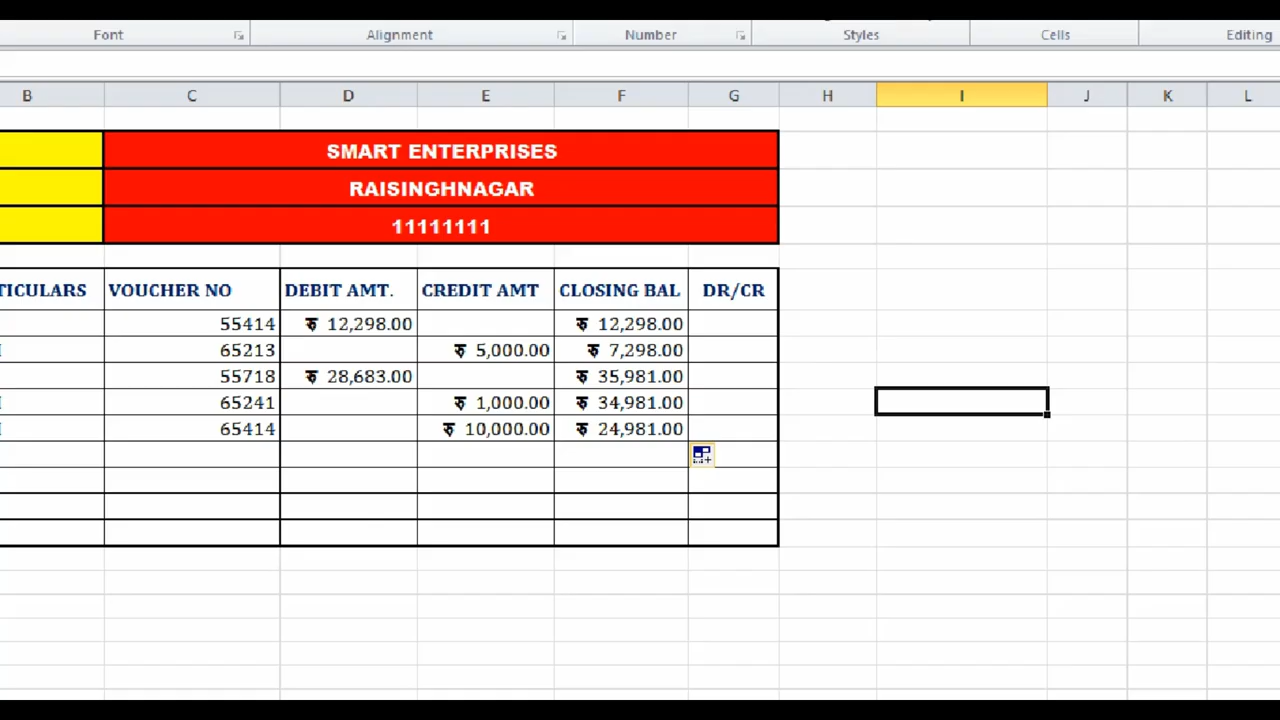 Font Alignment Number Styles Cells Editing
B C D E F G H I J K L
SMART ENTERPRISES
RAISINGHNAGAR
11111111
TICULARS VOUCHER NO DEBIT AMT. CREDIT AMT CLOSING BAL DR/CR
55414 रु 12,298.00 रु 12,298.00
65213 रु 5,000.00 रु 7,298.00
55718 रु 28,683.00 रु 35,981.00
65241 रु 1,000.00 रु 34,981.00
65414 रु 10,000.00 रु 24,981.00